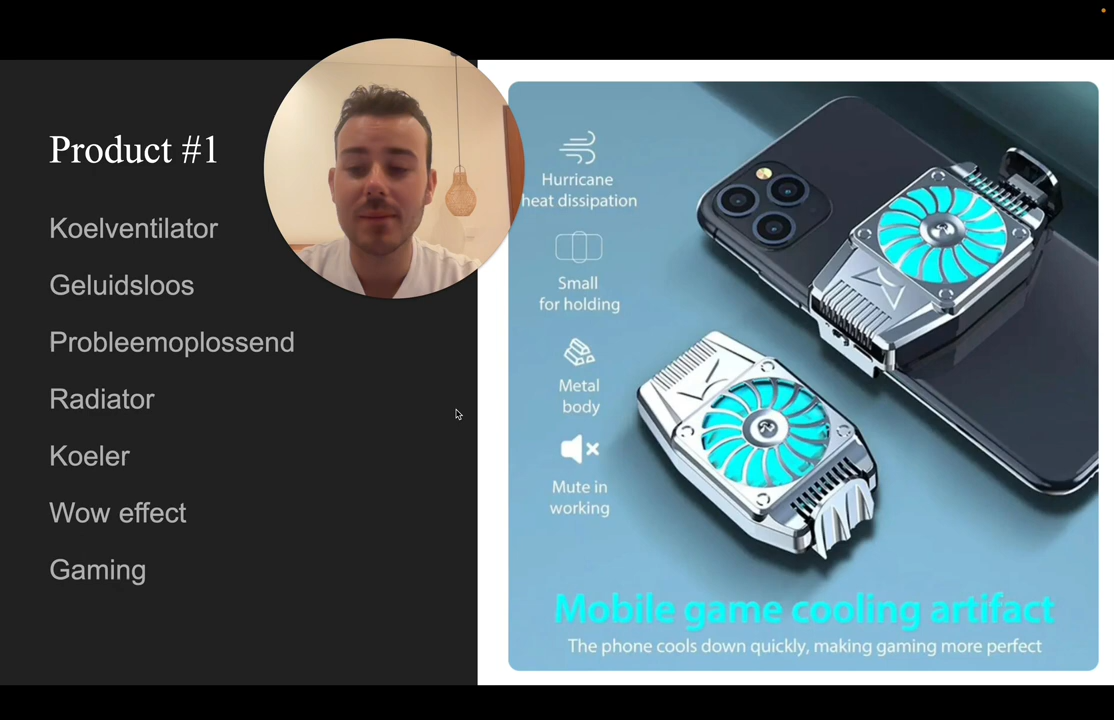 Product #1
Koelventilator
Geluidsloos
Probleemoplossend
Radiator
Koeler
Wow effect
Gaming
Hurricane
heat dissipation
Small
for holding
Metal
body
Mute in
working
Mobile game cooling artifact
The phone cools down quickly, making gaming more perfect